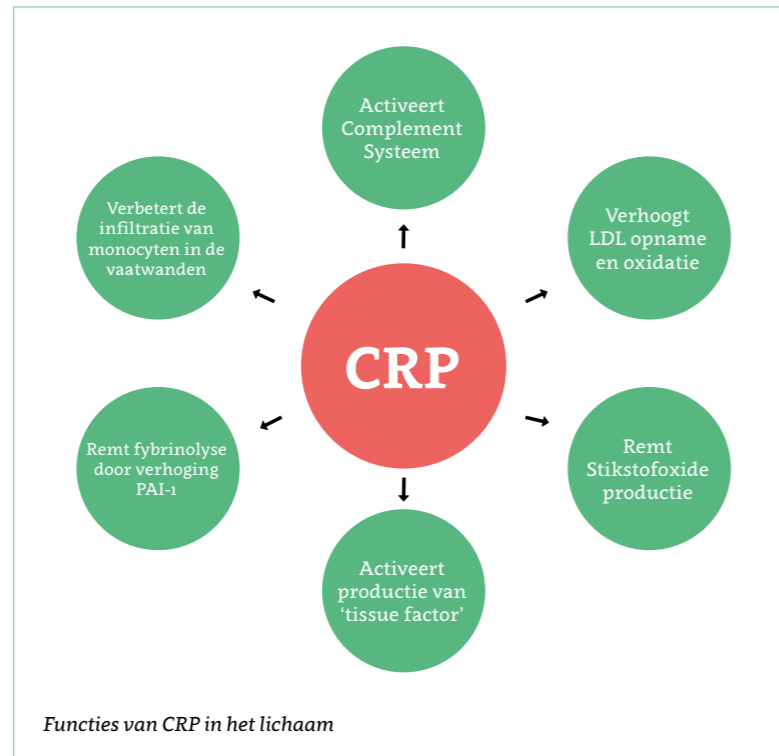 Activeert
Complement
Systeem
Verbetert de
infiltratie van
monocyten in de
vaatwanden
Verhoogt
LDL opname
en oxidatie
CRP
Remt fybrinolyse
door verhoging
PAI-1
Remt
Stikstofoxide
productie
Activeert
productie van
‘tissue factor’
Functies van CRP in het lichaam